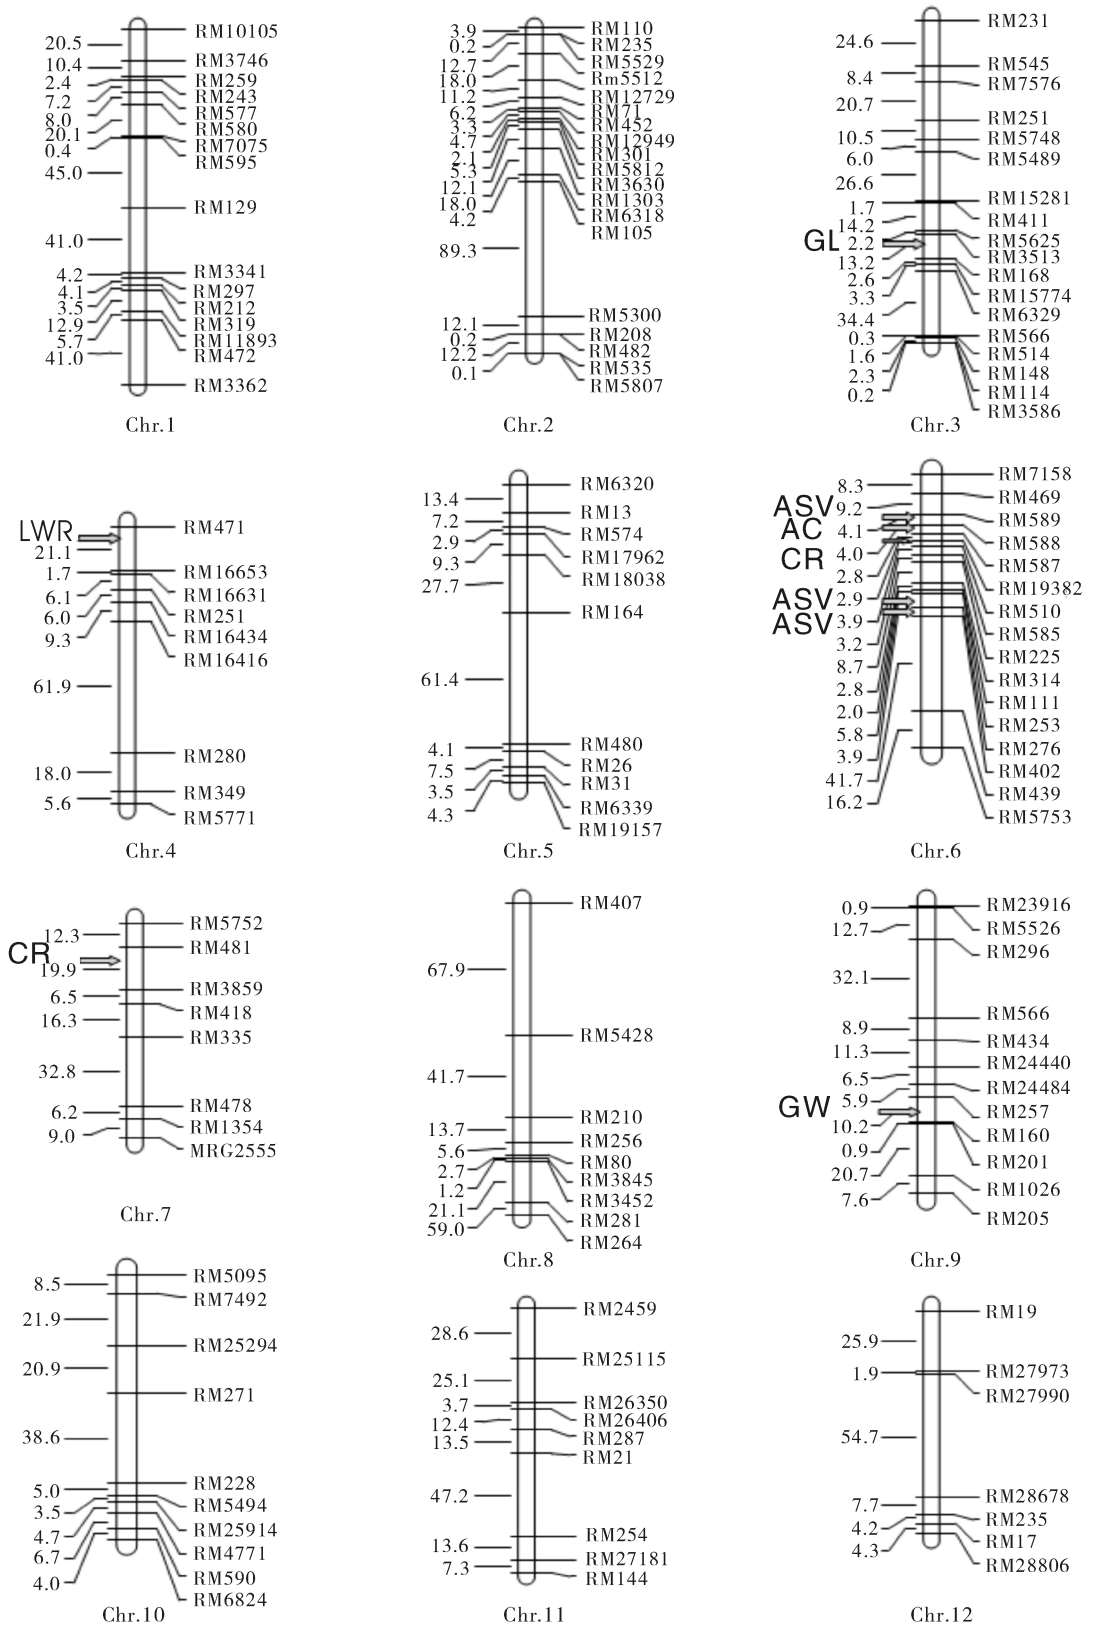 20.5
10.4
2.4
7.2
8.0
20.1
0.4
45.0
41.0
4.2
4.1
3.5
12.9
5.7
41.0
RM10105
RM3746
RM259
RM243
RM577
RM580
RM7075
RM595
RM129
RM3341
RM297
RM212
RM319
RM11893
RM472
RM3362
Chr.1
3.9
0.2
12.7
18.0
11.2
6.2
3.3
4.7
2.1
5.3
12.1
18.0
4.2
89.3
12.1
0.2
12.2
0.1
RM110
RM235
RM5529
Rm5512
RM12729
RM71
RM452
RM12949
RM301
RM5812
RM3630
RM1303
RM6318
RM105
RM5300
RM208
RM482
RM535
RM5807
Chr.2
24.6
8.4
20.7
10.5
6.0
26.6
1.7
14.2
GL 2.2
13.2
2.6
3.3
34.4
0.3
1.6
2.3
0.2
RM231
RM545
RM7576
RM251
RM5748
RM5489
RM15281
RM411
RM5625
RM3513
RM168
RM15774
RM6329
RM566
RM514
RM148
RM114
RM3586
Chr.3
LWR
21.1
1.7
6.1
6.0
9.3
61.9
18.0
5.6
RM471
RM16653
RM16631
RM251
RM16434
RM16416
RM280
RM349
RM5771
Chr.4
13.4
7.2
2.9
9.3
27.7
61.4
4.1
7.5
3.5
4.3
RM6320
RM13
RM574
RM17962
RM18038
RM164
RM480
RM26
RM31
RM6339
RM19157
Chr.5
8.3
ASV 9.2
AC 4.1
CR 4.0
2.8
ASV 2.9
ASV 3.9
3.2
8.7
2.8
2.0
5.8
3.9
41.7
16.2
RM7158
RM469
RM589
RM588
RM587
RM19382
RM510
RM585
RM225
RM314
RM111
RM253
RM276
RM402
RM439
RM5753
Chr.6
12.3
CR
19.9
6.5
16.3
32.8
6.2
9.0
RM5752
RM481
RM3859
RM418
RM335
RM478
RM1354
MRG2555
Chr.7
67.9
41.7
13.7
5.6
2.7
1.2
21.1
59.0
RM407
RM5428
RM210
RM256
RM80
RM3845
RM3452
RM281
RM264
Chr.8
0.9
12.7
32.1
8.9
11.3
6.5
5.9
GW
10.2
0.9
20.7
7.6
RM23916
RM5526
RM296
RM566
RM434
RM24440
RM24484
RM257
RM160
RM201
RM1026
RM205
Chr.9
8.5
21.9
20.9
38.6
5.0
3.5
4.7
6.7
4.0
RM5095
RM7492
RM25294
RM271
RM228
RM5494
RM25914
RM4771
RM590
RM6824
Chr.10
28.6
25.1
3.7
12.4
13.5
47.2
13.6
7.3
RM2459
RM25115
RM26350
RM26406
RM287
RM21
RM254
RM27181
RM144
Chr.11
25.9
1.9
54.7
7.7
4.2
4.3
RM19
RM27973
RM27990
RM28678
RM235
RM17
RM28806
Chr.12